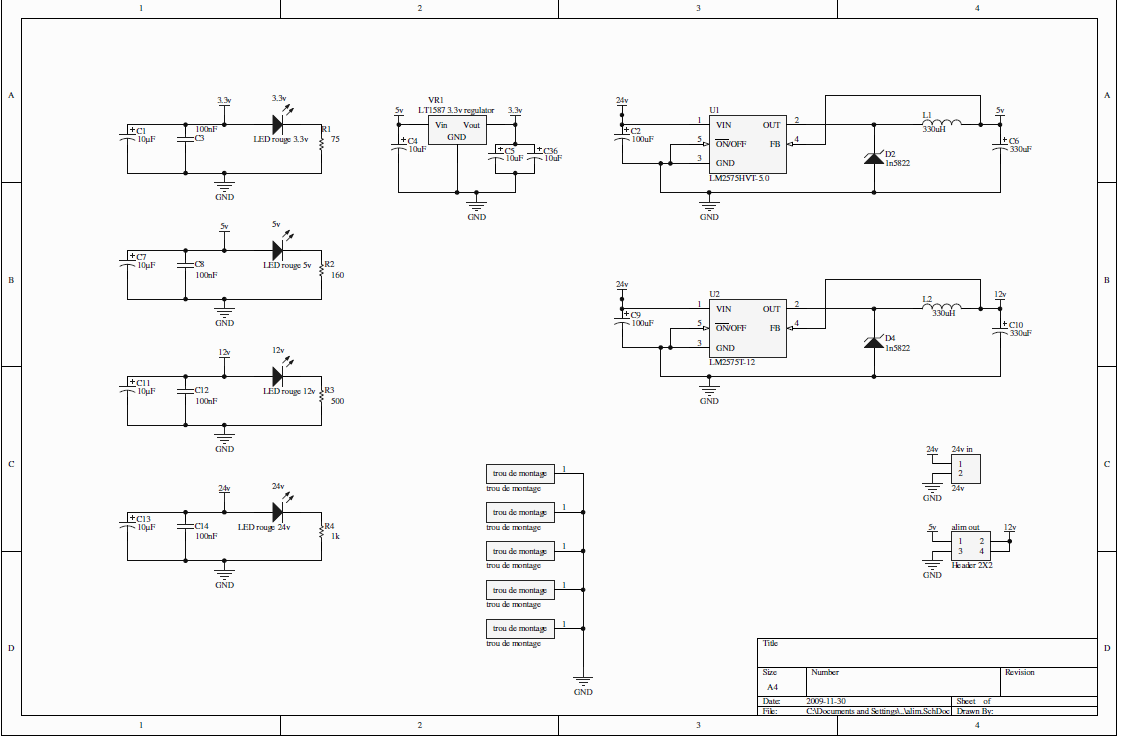 1 2 3 4
A A
3.3v
3.3v
C1
10µF
100nF
C3
LED rouge 3.3v
R1
75
GND
VR1
LT1587 3.3v regulator
5v
3.3v
Vin Vout
GND
C4
10uF
C5
10uF
C36
10uF
GND
24v
C2
100uF
U1
1 VIN OUT 2
5 ON/OFF FB 4
3 GND
LM2575HVT-5.0
L1
330uH
5v
D2
1n5822
C6
330uF
GND
B B
5v
5v
C7
10µF
C8
100nF
LED rouge 5v
R2
160
GND
24v
C9
100uF
U2
1 VIN OUT 2
5 ON/OFF FB 4
3 GND
LM2575T-12
L2
330uH
12v
D4
1n5822
C10
330uF
GND
12v
12v
C11
10µF
C12
100nF
LED rouge 12v
R3
500
GND
C C
24v
24v
C13
10µF
C14
100nF
LED rouge 24v
R4
1k
GND
trou de montage 1
trou de montage
trou de montage 1
trou de montage
trou de montage 1
trou de montage
trou de montage 1
trou de montage
trou de montage 1
trou de montage
GND
24v
24v in
1
2
24v
GND
5v
alim out
12v
1 2
3 4
Header 2X2
GND
D D
Title
Size Number Revision
A4
Date: 2009-11-30 Sheet of
File: C:\Documents and Settings\..\alim.SchDoc Drawn By:
1 2 3 4